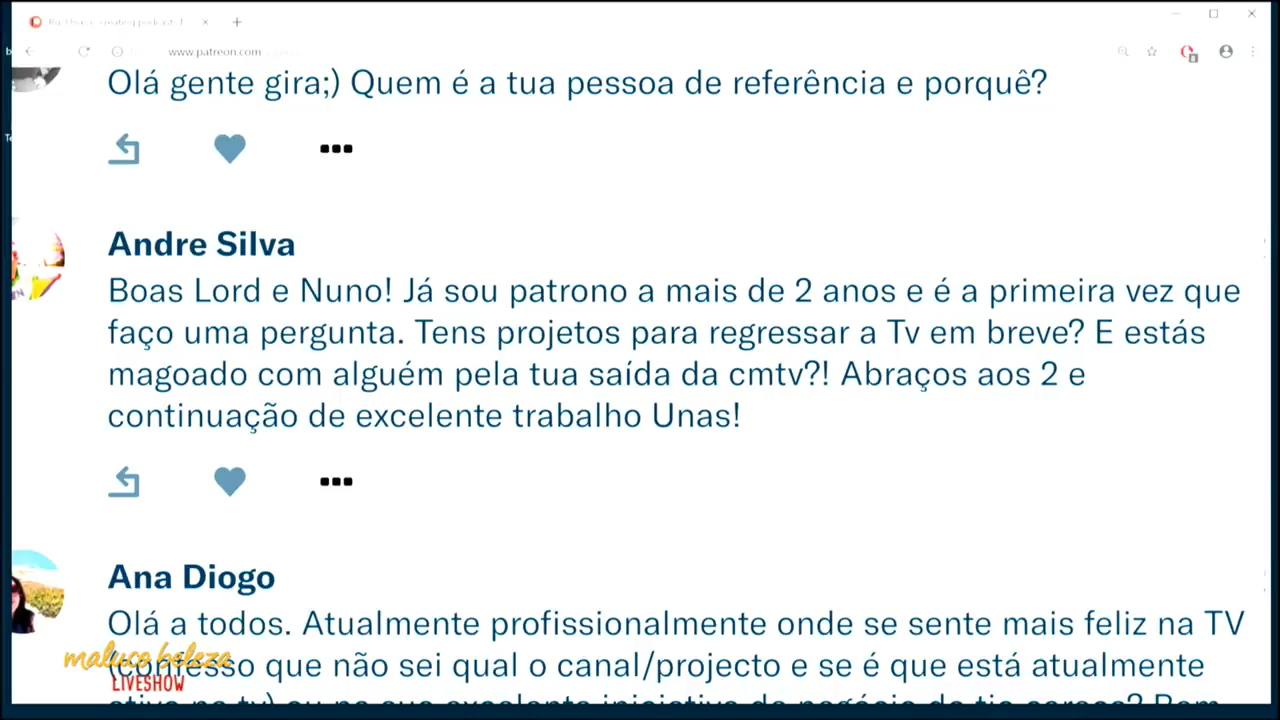 www.patreon.com
Olá gente gira;) Quem é a tua pessoa de referência e porquê?
Andre Silva
Boas Lord e Nuno! Já sou patrono a mais de 2 anos e é a primeira vez que
faço uma pergunta. Tens projetos para regressar a Tv em breve? E estás
magoado com alguém pela tua saída da cmtv?! Abraços aos 2 e
continuação de excelente trabalho Unas!
Ana Diogo
Olá a todos. Atualmente profissionalmente onde se sente mais feliz na TV
que não sei qual o canal/projecto e se é que está atualmente
maluco beleza
LIVESHOW